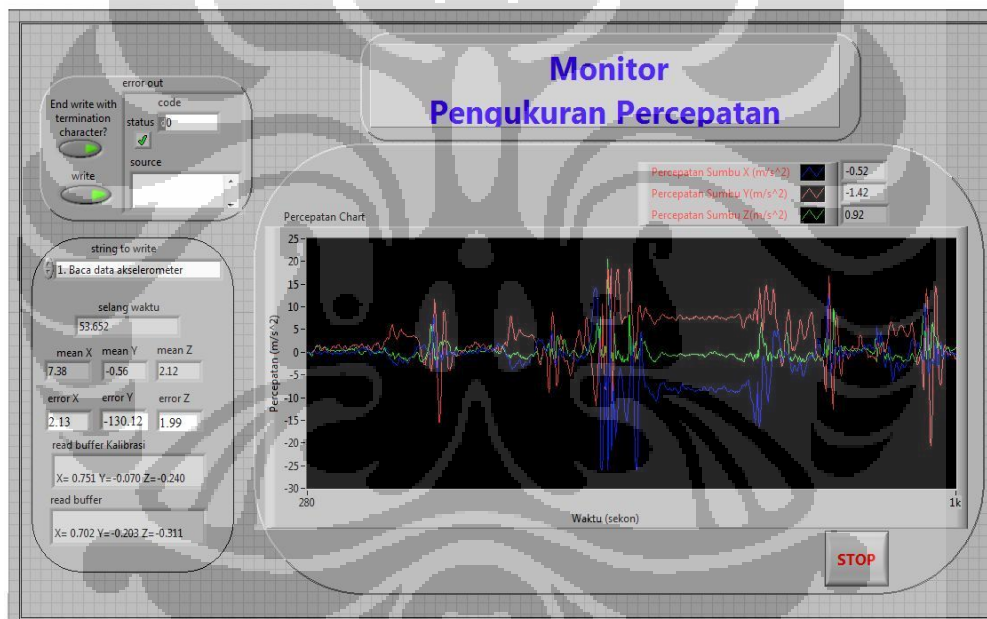 Monitor
Pengukuran Percepatan
error out
End write with
termination
character?
code
status
0
source
write
string to write
1. Baca data akselerometer
selang waktu
53.652
mean X mean Y mean Z
7.38 -0.56 2.12
error X error Y error Z
2.13 -130.12 1.99
read buffer Kalibrasi
X= 0.751 Y=-0.070 Z=-0.240
read buffer
X= 0.702 Y=-0.203 Z=-0.311
Percepatan Sumbu X (m/s^2) -0.52
Percepatan Sumbu Y(m/s^2) -1.42
Percepatan Sumbu Z(m/s^2) 0.92
Percepatan Chart
Percepatan (m/s^2)
25
20
15
10
5
0
-5
-10
-15
-20
-25
-30
280 1k
Waktu (sekon)
STOP